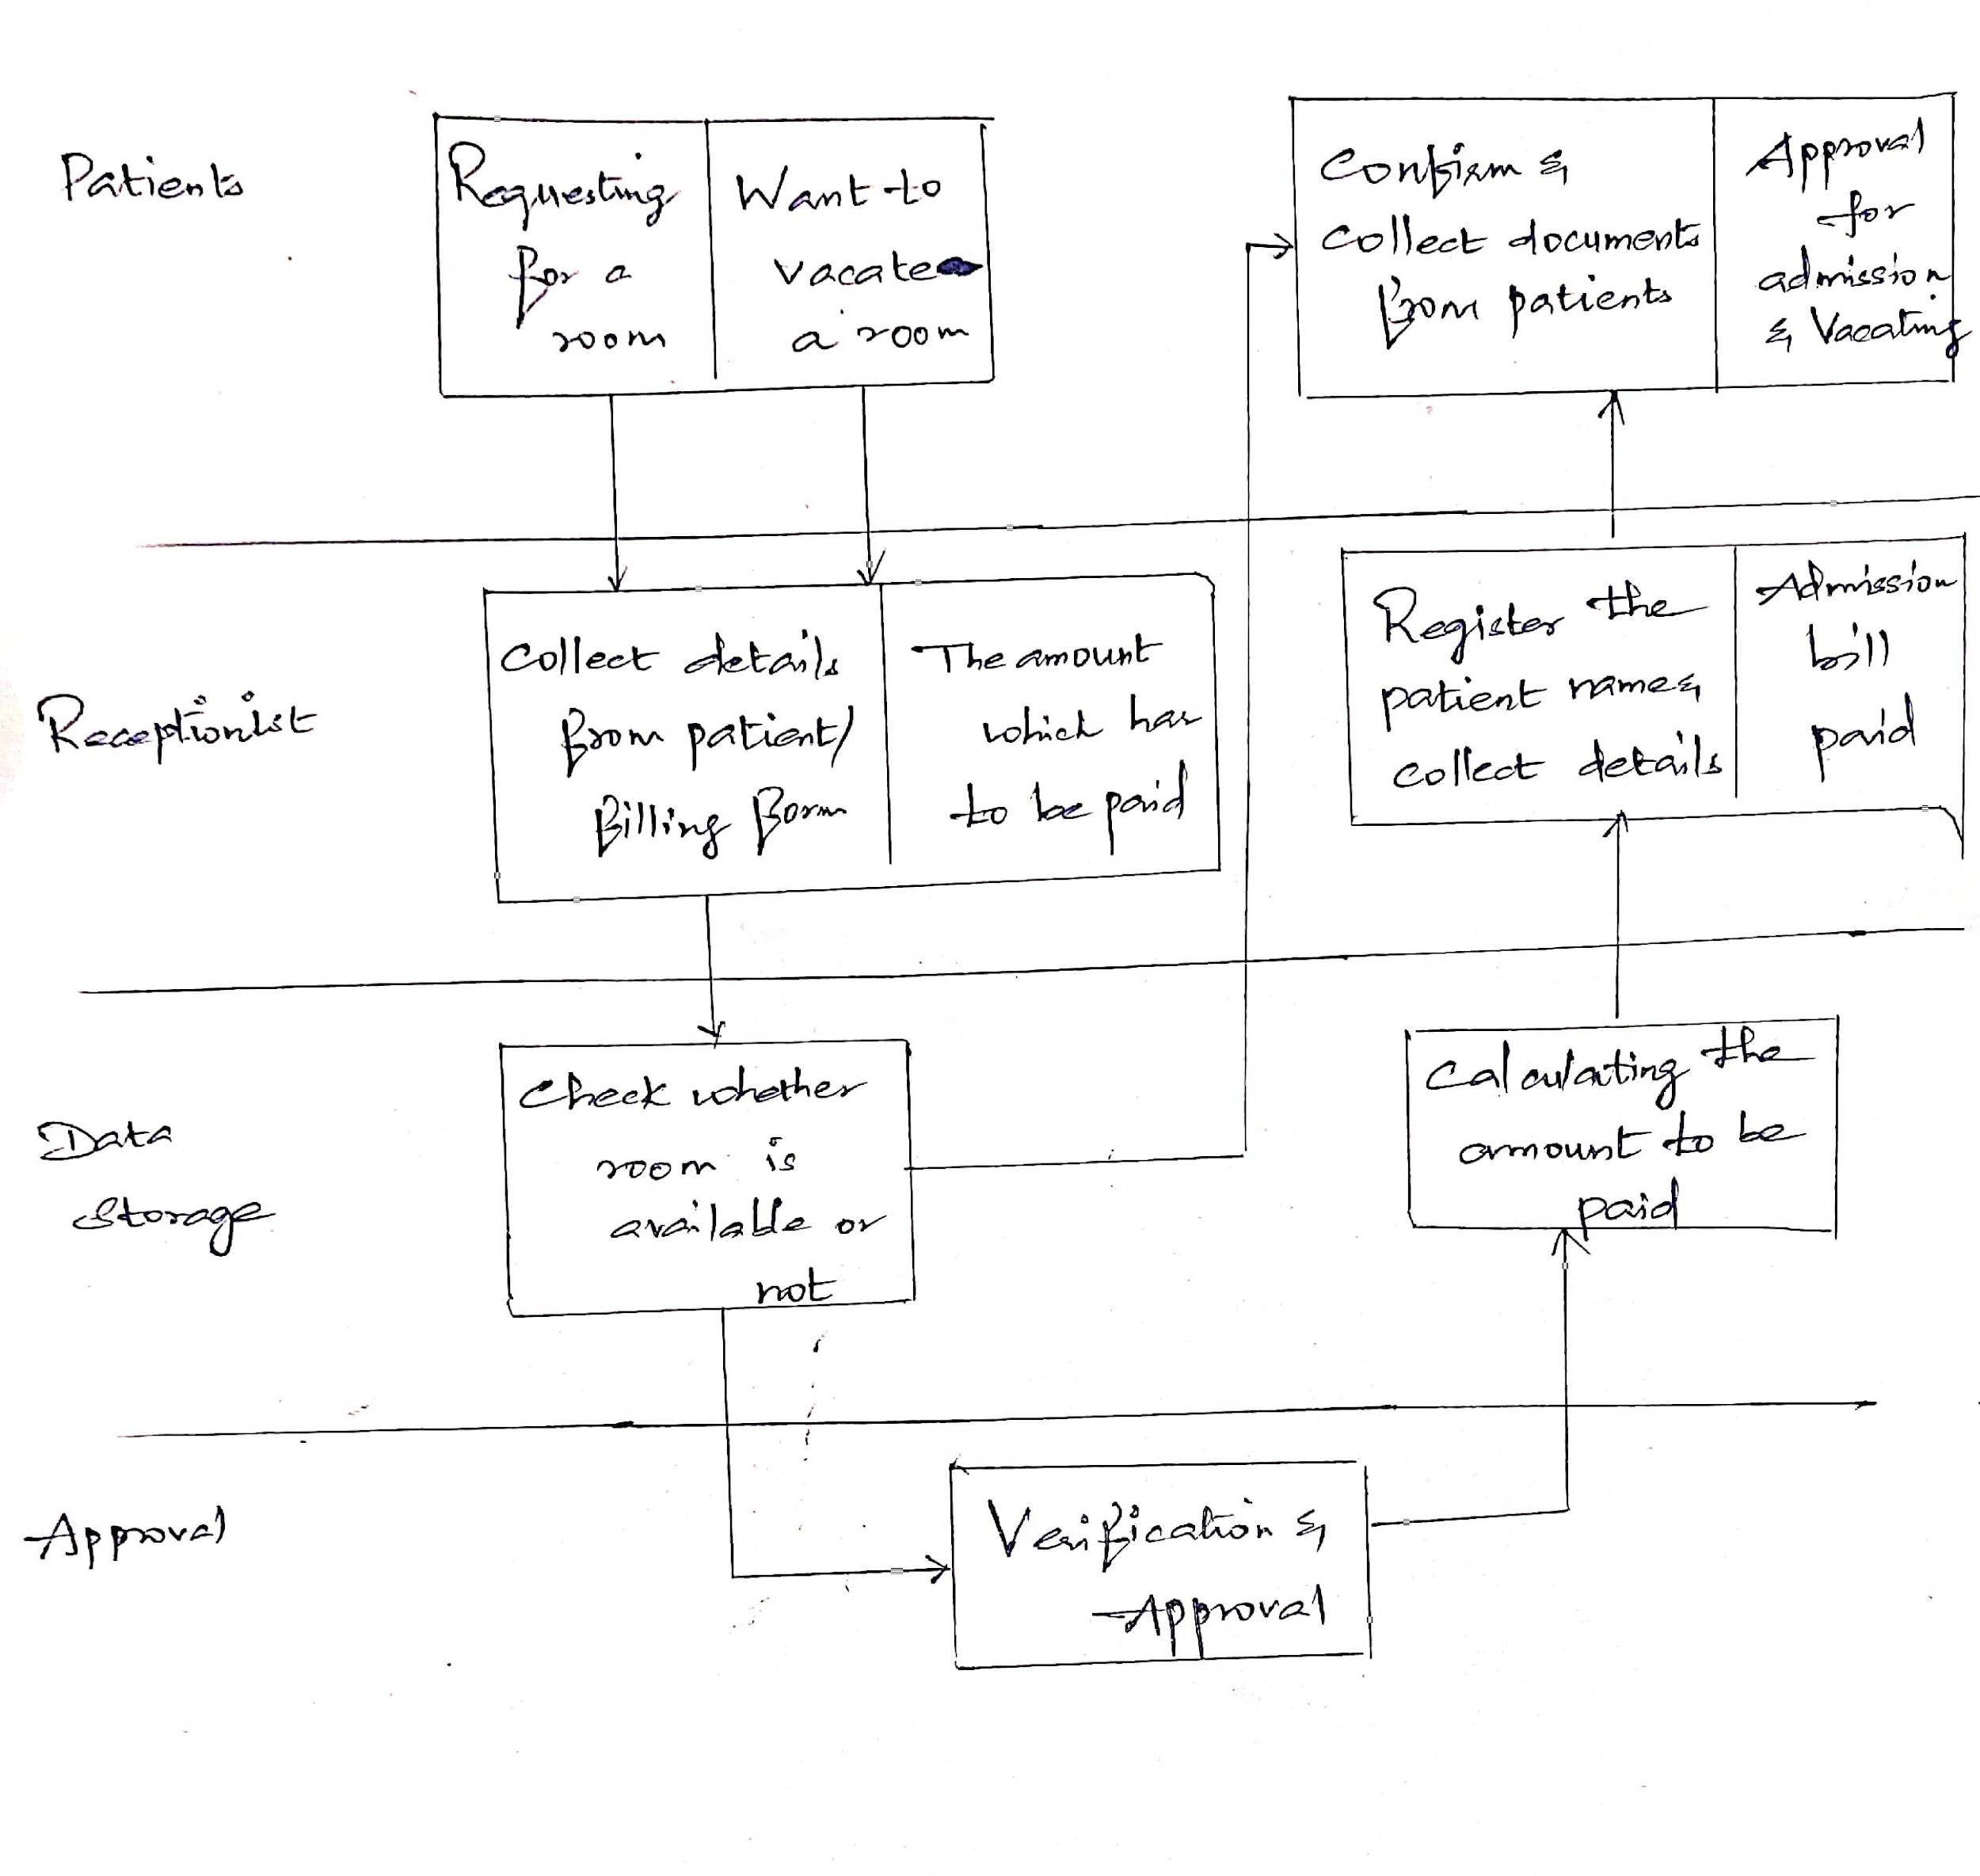 Patients
Requesting
for a
room
Want to
vacate
a room
Confirm &
Collect documents
from patients
Approval
for
admission
& Vacating
Receptionist
Collect details
from patient/
Billing form
The amount
which has
to be paid
Register the
patient name &
collect details
Admission
bill
paid
Data
Storage
Check whether
room is
available or
not
Calculating the
amount to be
paid
Approval
Verification &
Approval